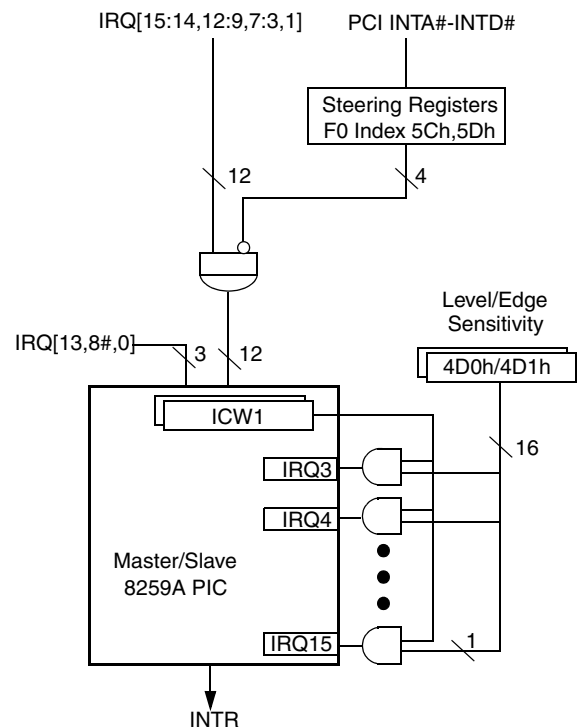 IRQ[15:14,12:9,7:3,1]
PCI INTA#-INTD#
Steering Registers
F0 Index 5Ch,5Dh
12
4
Level/Edge
Sensitivity
IRQ[13,8#,0]
3
12
4D0h/4D1h
ICW1
16
IRQ3
IRQ4
Master/Slave
8259A PIC
IRQ15
1
INTR